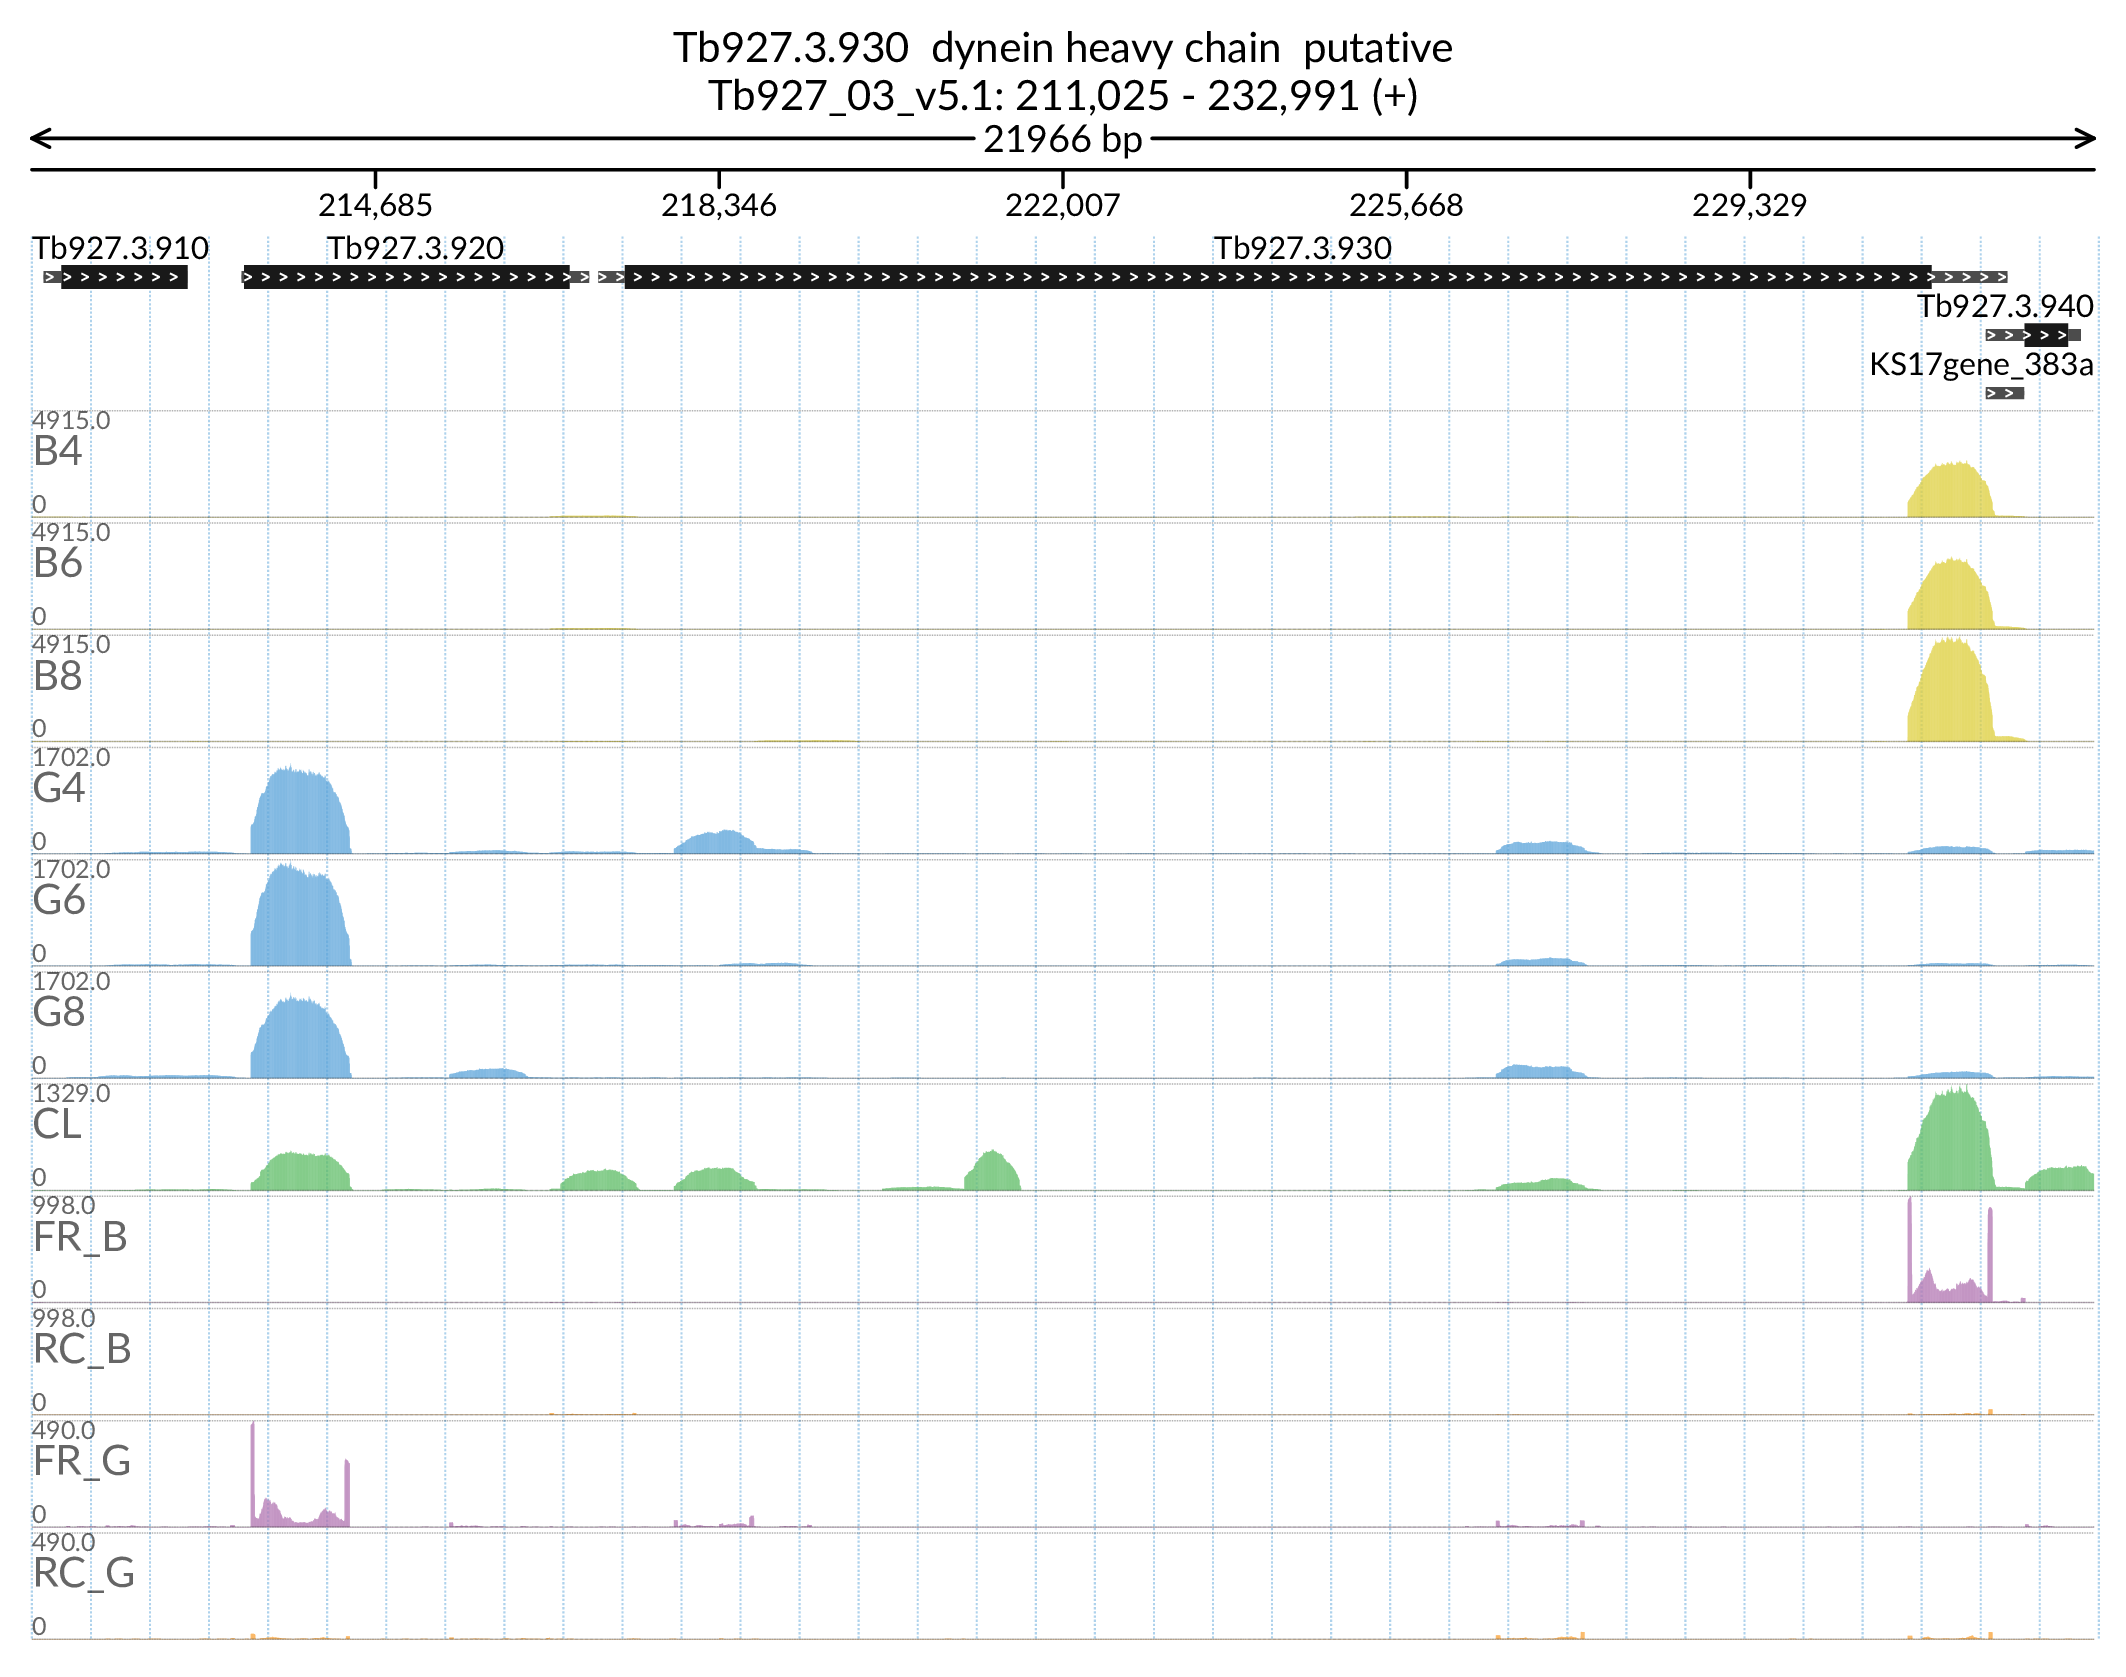 Tb927.3.930  dynein heavy chain  putative
Tb927_03_v5.1: 211,025 - 232,991 (+)
21966 bp
214,685 218,346 222,007 225,668 229,329
Tb927.3.910 Tb927.3.920 Tb927.3.930
Tb927.3.940
KS17gene_383a
4915.0
B4
0
4915.0
B6
0
4915.0
B8
0
1702.0
G4
0
1702.0
G6
0
1702.0
G8
0
1329.0
CL
0
998.0
FR_B
0
998.0
RC_B
0
490.0
FR_G
0
490.0
RC_G
0